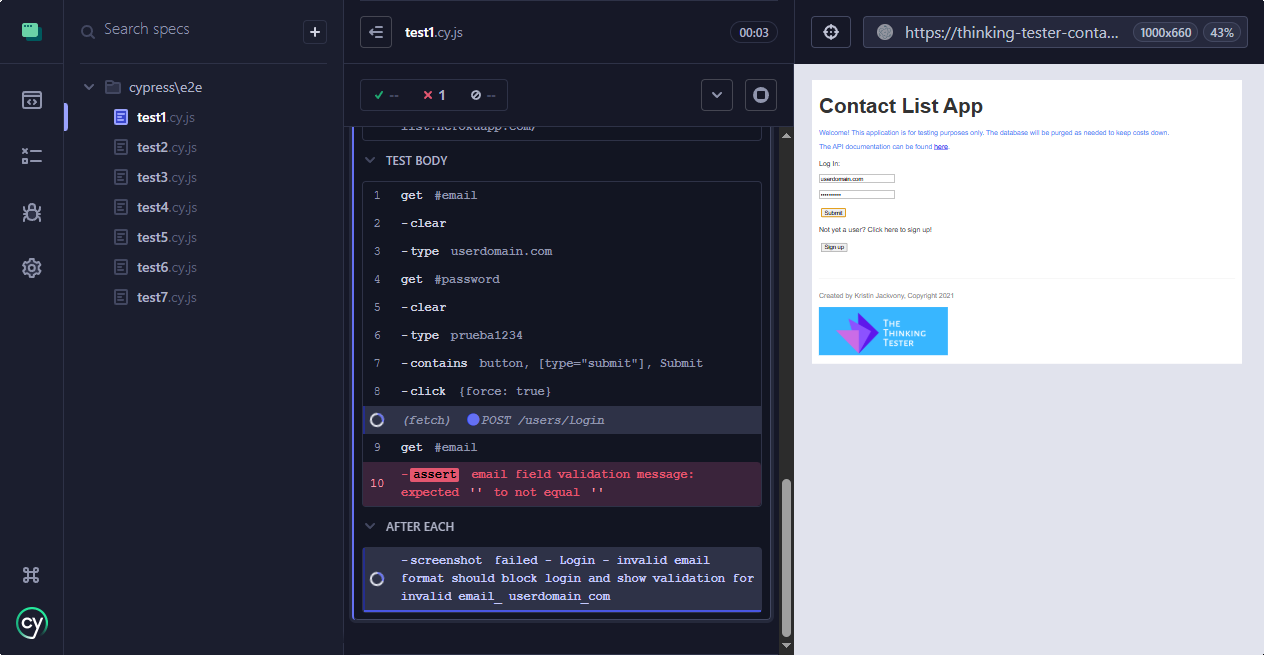 Search specs
+
cypress\e2e
test1.cy.js
test2.cy.js
test3.cy.js
test4.cy.js
test5.cy.js
test6.cy.js
test7.cy.js
cy
test1.cy.js
00:03
-- 1 --
list.herokuapp.com/
TEST BODY
1 get #email
2 -clear
3 -type userdomain.com
4 get #password
5 -clear
6 -type prueba1234
7 -contains button, [type="submit"], Submit
8 -click {force: true}
(fetch) POST /users/login
9 get #email
10 -assert email field validation message:
expected '' to not equal ''
AFTER EACH
-screenshot failed - Login - invalid email
format should block login and show validation for
invalid email_ userdomain_com
https://thinking-tester-conta... 1000x660 43%
Contact List App
Welcome! This application is for testing purposes only. The database will be purged as needed to keep costs down.
The API documentation can be found here.
Log In:
userdomain.com
Submit
Not yet a user? Click here to sign up!
Sign up
Created by Kristin Jackvony, Copyright 2021
THE
THINKING
TESTER